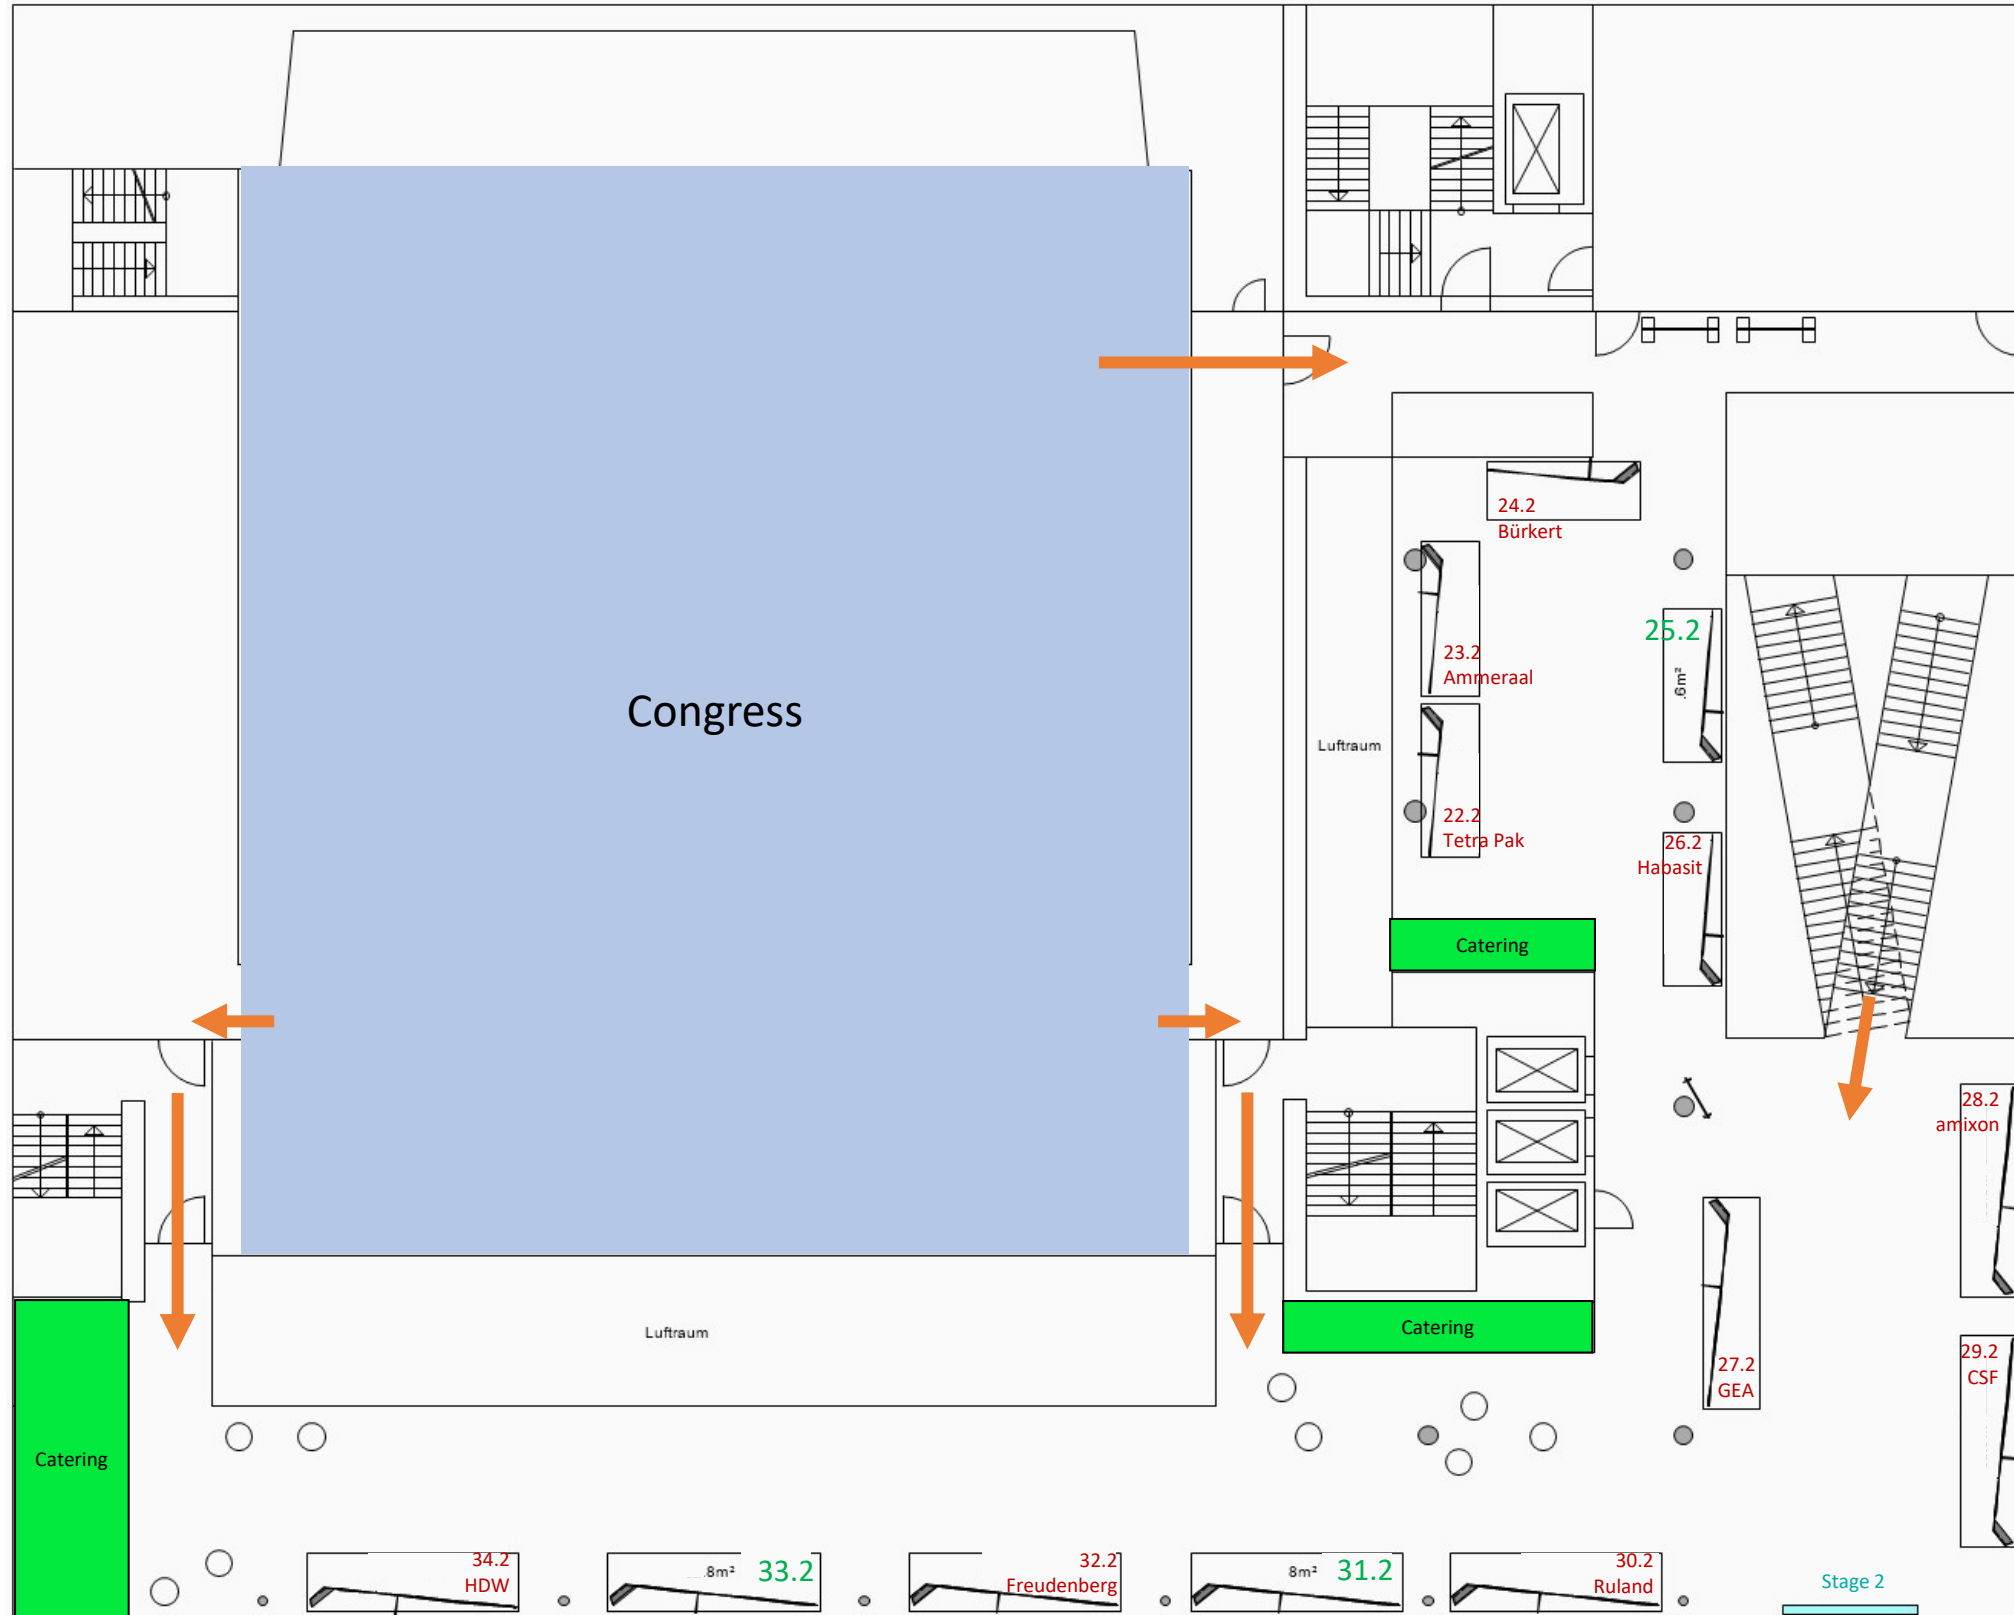 24.2
Bürkert
25.2
.6m²
23.2
Ammeraal
Congress
Luftraum
22.2
Tetra Pak
26.2
Habasit
Catering
28.2
amixon
Catering
Luftraum
29.2
CSF
27.2
GEA
Catering
34.2
HDW
8m²
33.2
32.2
Freudenberg
8m²
31.2
30.2
Ruland
Stage 2